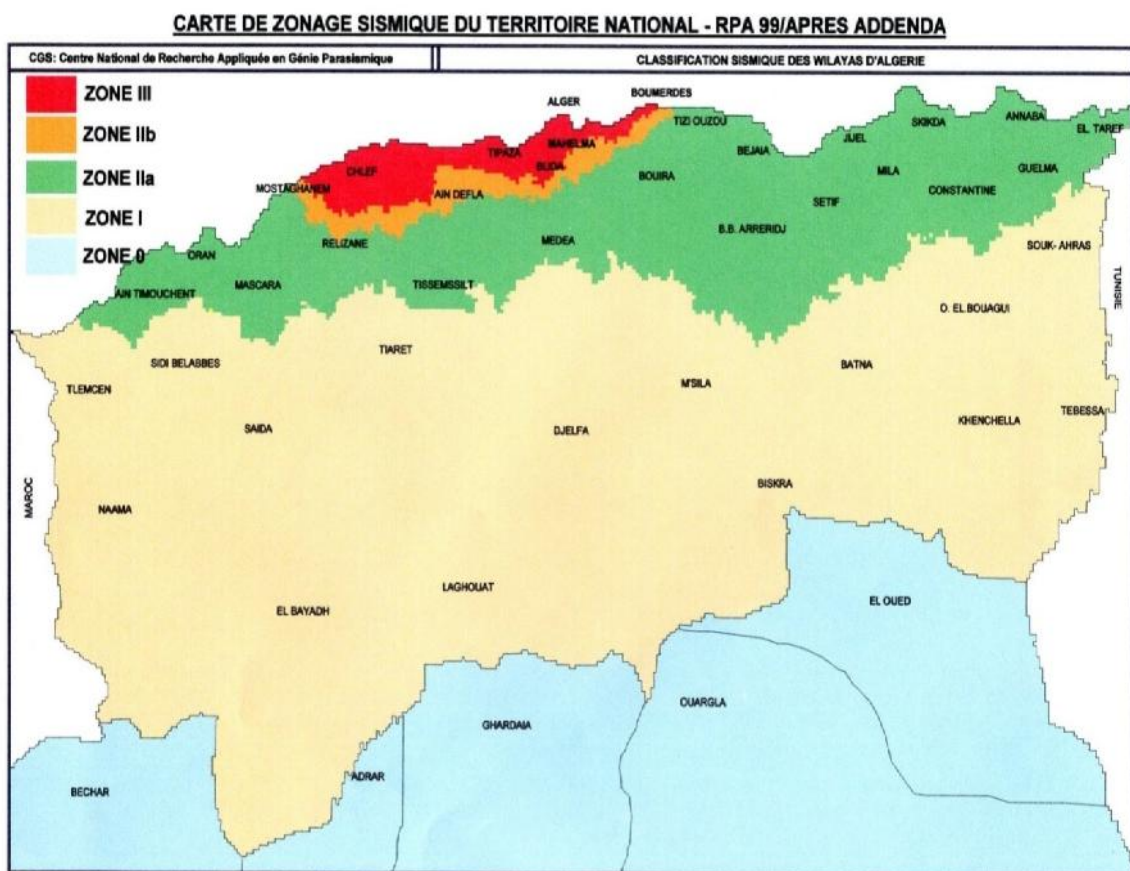 CARTE DE ZONAGE SISMIQUE DU TERRITOIRE NATIONAL - RPA 99/APRES ADDENDA
CGS: Centre National de Recherche Appliquée en Génie Parasismique
CLASSIFICATION SISMIQUE DES WILAYAS D'ALGERIE
ZONE III
ZONE IIb
ZONE IIa
ZONE I
ZONE 0
BOUMERDES
ALGER
TIZI OUZOU
SKIKDA
ANNABA
EL TAREF
MAHELMA
JIJEL
TIPAZA
BEJAIA
BLIDA
CHLEF
MILA
GUELMA
BOUIRA
MOSTAGHANEM
AIN DEFLA
CONSTANTINE
SETIF
B.B. ARRERIDJ
MEDEA
RELIZANE
SOUK- AHRAS
ORAN
MASCARA
TISSEMSSILT
AIN TIMOUCHENT
TUNISIE
O. EL BOUAGUI
TIARET
SIDI BELABBES
BATNA
TLEMCEN
M'SILA
TEBESSA
KHENCHELLA
SAIDA
DJELFA
BISKRA
MAROC
NAAMA
LAGHOUAT
EL OUED
EL BAYADH
OUARGLA
GHARDAIA
ADRAR
BECHAR